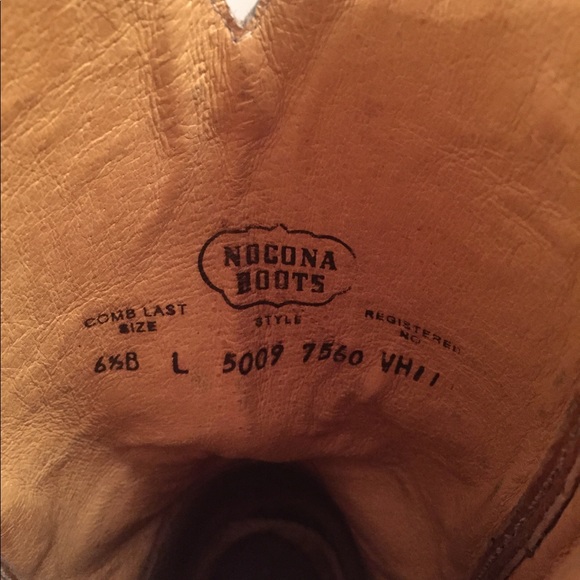 NOCONA
BOOTS
COMB LAST
SIZE
STYLE
REGISTERED
NO
6½B L 5009 7560 VH11